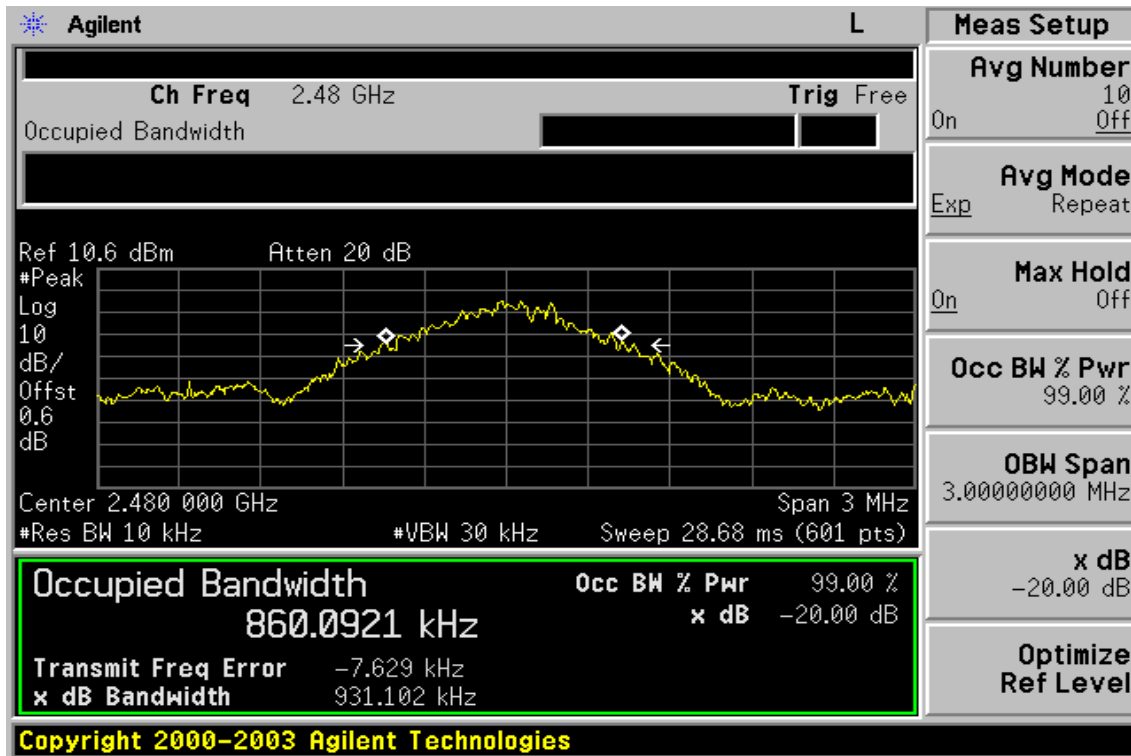 Agilent
L
Ch Freq 2.48 GHz
Trig Free
Occupied Bandwidth
Ref 10.6 dBm Atten 20 dB
#Peak
Log
10
dB/
Offst
0.6
dB
Center 2.480 000 GHz Span 3 MHz
#Res BW 10 kHz #VBW 30 kHz Sweep 28.68 ms (601 pts)
Occupied Bandwidth
860.0921 kHz
Occ BW % Pwr 99.00 %
x dB -20.00 dB
Transmit Freq Error -7.629 kHz
x dB Bandwidth 931.102 kHz
Copyright 2000-2003 Agilent Technologies
Meas Setup
Avg Number
10
On Off
Avg Mode
Exp Repeat
Max Hold
On Off
Occ BW % Pwr
99.00 %
OBW Span
3.00000000 MHz
x dB
-20.00 dB
Optimize
Ref Level